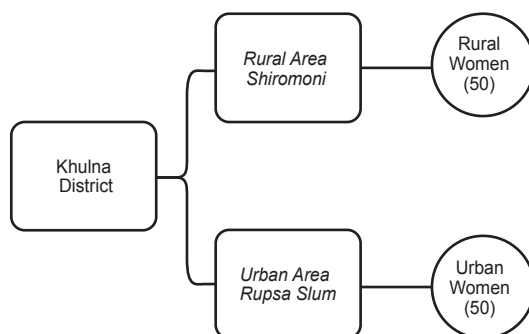 Khulna
District
Rural Area
Shiromoni
Rural
Women
(50)
Urban Area
Rupsa Slum
Urban
Women
(50)